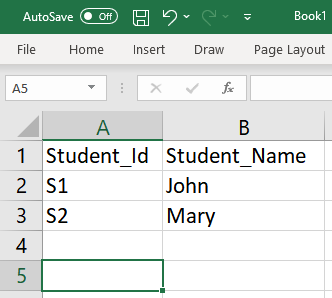 AutoSave Off Book1
File Home Insert Draw Page Layout
A5 fx
A B
1 Student_Id Student_Name
2 S1 John
3 S2 Mary
4
5